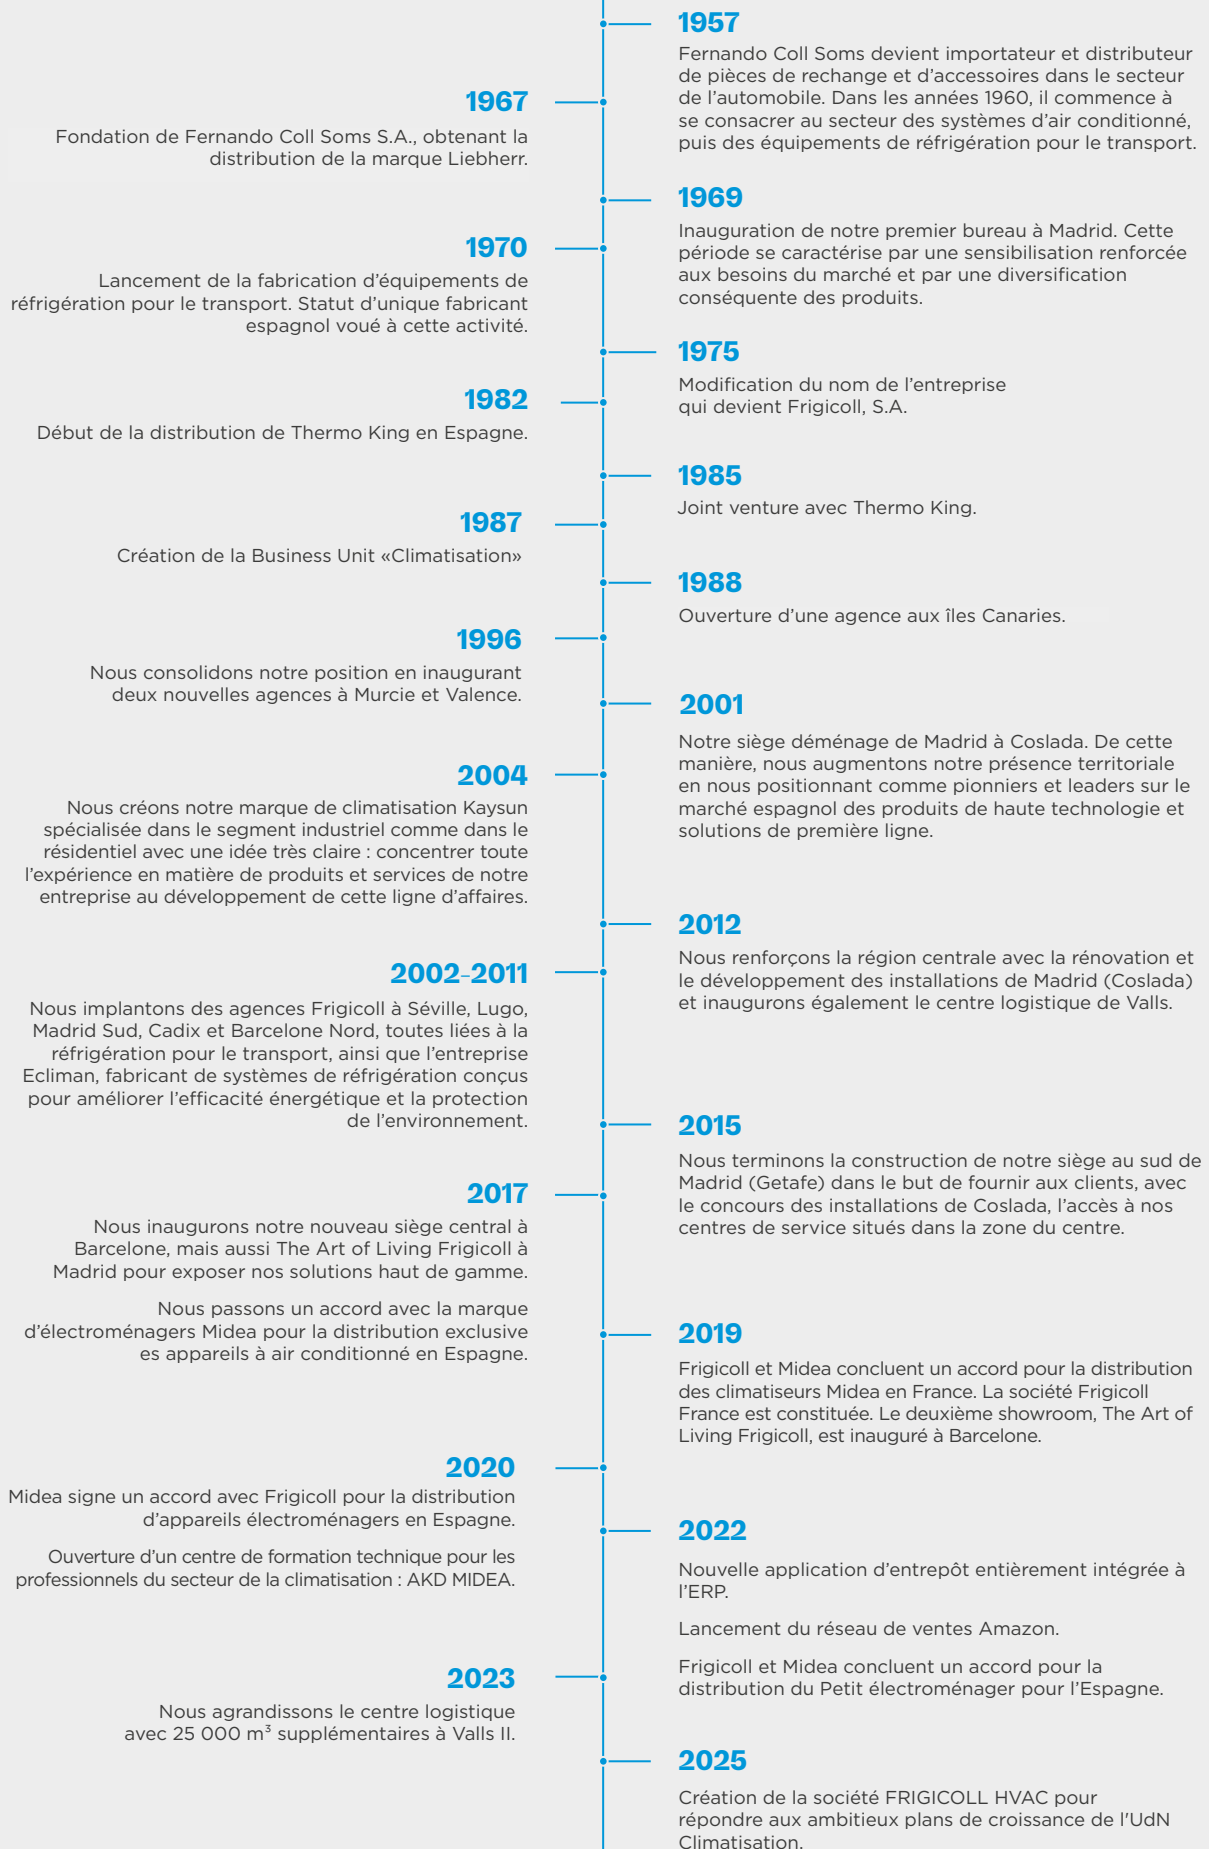 1957
Fernando Coll Soms devient importateur et distributeur
de pièces de rechange et d’accessoires dans le secteur
de l’automobile. Dans les années 1960, il commence à
se consacrer au secteur des systèmes d’air conditionné,
puis des équipements de réfrigération pour le transport.
1967
Fondation de Fernando Coll Soms S.A., obtenant la
distribution de la marque Liebherr.
1969
Inauguration de notre premier bureau à Madrid. Cette
période se caractérise par une sensibilisation renforcée
aux besoins du marché et par une diversification
conséquente des produits.
1970
Lancement de la fabrication d’équipements de
réfrigération pour le transport. Statut d’unique fabricant
espagnol voué à cette activité.
1975
Modification du nom de l’entreprise
qui devient Frigicoll, S.A.
1982
Début de la distribution de Thermo King en Espagne.
1985
Joint venture avec Thermo King.
1987
Création de la Business Unit «Climatisation»
1988
Ouverture d’une agence aux îles Canaries.
1996
Nous consolidons notre position en inaugurant
deux nouvelles agences à Murcie et Valence.
2001
Notre siège déménage de Madrid à Coslada. De cette
manière, nous augmentons notre présence territoriale
en nous positionnant comme pionniers et leaders sur le
marché espagnol des produits de haute technologie et
solutions de première ligne.
2004
Nous créons notre marque de climatisation Kaysun
spécialisée dans le segment industriel comme dans le
résidentiel avec une idée très claire : concentrer toute
l’expérience en matière de produits et services de notre
entreprise au développement de cette ligne d’affaires.
2012
Nous renforçons la région centrale avec la rénovation et
le développement des installations de Madrid (Coslada)
et inaugurons également le centre logistique de Valls.
2002-2011
Nous implantons des agences Frigicoll à Séville, Lugo,
Madrid Sud, Cadix et Barcelone Nord, toutes liées à la
réfrigération pour le transport, ainsi que l’entreprise
Ecliman, fabricant de systèmes de réfrigération conçus
pour améliorer l’efficacité énergétique et la protection
de l’environnement.
2015
Nous terminons la construction de notre siège au sud de
Madrid (Getafe) dans le but de fournir aux clients, avec
le concours des installations de Coslada, l’accès à nos
centres de service situés dans la zone du centre.
2017
Nous inaugurons notre nouveau siège central à
Barcelone, mais aussi The Art of Living Frigicoll à
Madrid pour exposer nos solutions haut de gamme.
Nous passons un accord avec la marque
d’électroménagers Midea pour la distribution exclusive
es appareils à air conditionné en Espagne.
2019
Frigicoll et Midea concluent un accord pour la distribution
des climatiseurs Midea en France. La société Frigicoll
France est constituée. Le deuxième showroom, The Art of
Living Frigicoll, est inauguré à Barcelone.
2020
Midea signe un accord avec Frigicoll pour la distribution
d’appareils électroménagers en Espagne.
Ouverture d’un centre de formation technique pour les
professionnels du secteur de la climatisation : AKD MIDEA.
2022
Nouvelle application d’entrepôt entièrement intégrée à
l’ERP.
Lancement du réseau de ventes Amazon.
Frigicoll et Midea concluent un accord pour la
distribution du Petit électroménager pour l’Espagne.
2023
Nous agrandissons le centre logistique
avec 25 000 m³ supplémentaires à Valls II.
2025
Création de la société FRIGICOLL HVAC pour
répondre aux ambitieux plans de croissance de l'UdN
Climatisation.